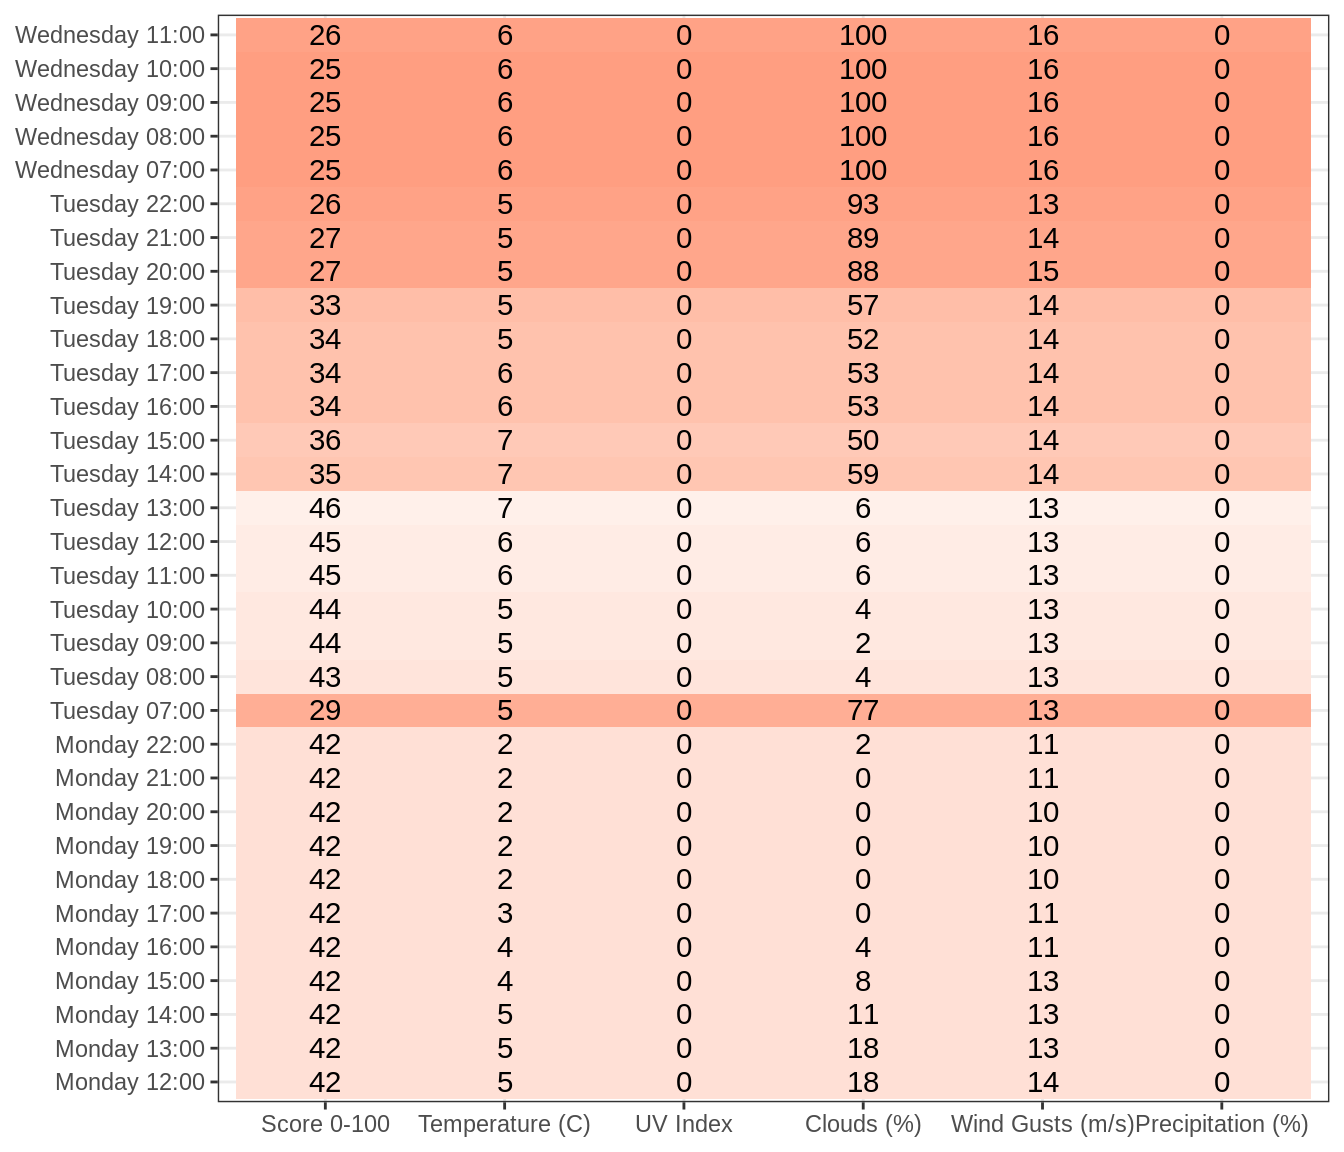 Wednesday 11:00 26 6 0 100 16 0
Wednesday 10:00 25 6 0 100 16 0
Wednesday 09:00 25 6 0 100 16 0
Wednesday 08:00 25 6 0 100 16 0
Wednesday 07:00 25 6 0 100 16 0
Tuesday 22:00 26 5 0 93 13 0
Tuesday 21:00 27 5 0 89 14 0
Tuesday 20:00 27 5 0 88 15 0
Tuesday 19:00 33 5 0 57 14 0
Tuesday 18:00 34 5 0 52 14 0
Tuesday 17:00 34 6 0 53 14 0
Tuesday 16:00 34 6 0 53 14 0
Tuesday 15:00 36 7 0 50 14 0
Tuesday 14:00 35 7 0 59 14 0
Tuesday 13:00 46 7 0 6 13 0
Tuesday 12:00 45 6 0 6 13 0
Tuesday 11:00 45 6 0 6 13 0
Tuesday 10:00 44 5 0 4 13 0
Tuesday 09:00 44 5 0 2 13 0
Tuesday 08:00 43 5 0 4 13 0
Tuesday 07:00 29 5 0 77 13 0
Monday 22:00 42 2 0 2 11 0
Monday 21:00 42 2 0 0 11 0
Monday 20:00 42 2 0 0 10 0
Monday 19:00 42 2 0 0 10 0
Monday 18:00 42 2 0 0 10 0
Monday 17:00 42 3 0 0 11 0
Monday 16:00 42 4 0 4 11 0
Monday 15:00 42 4 0 8 13 0
Monday 14:00 42 5 0 11 13 0
Monday 13:00 42 5 0 18 13 0
Monday 12:00 42 5 0 18 14 0
Score 0-100 Temperature (C) UV Index Clouds (%) Wind Gusts (m/s) Precipitation (%)